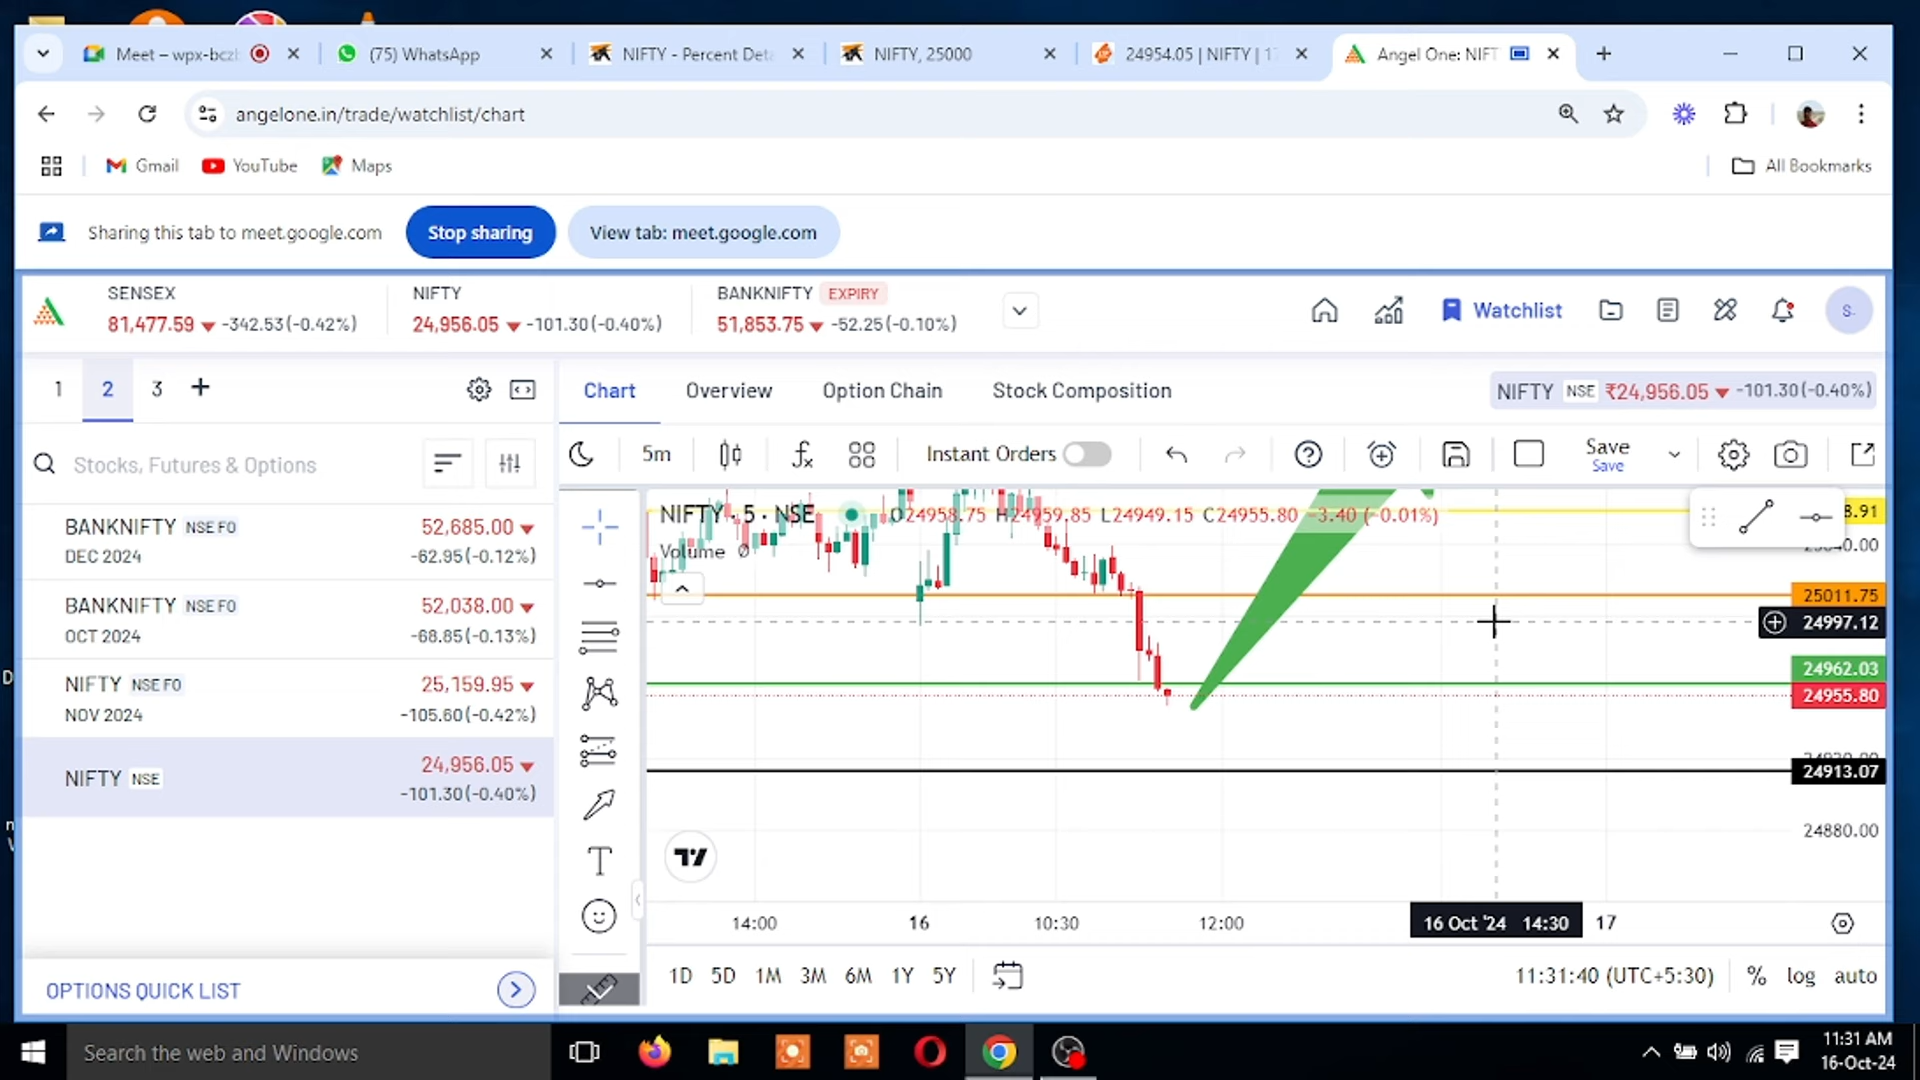 Meet – wpx-bczl
(75) WhatsApp
NIFTY - Percent Deta
NIFTY, 25000
24954.05 | NIFTY | 17
Angel One: NIFT
angelone.in/trade/watchlist/chart
Gmail
YouTube
Maps
All Bookmarks
Sharing this tab to meet.google.com
Stop sharing
View tab: meet.google.com
SENSEX
81,477.59 -342.53(-0.42%)
NIFTY
24,956.05 -101.30(-0.40%)
BANKNIFTY EXPIRY
51,853.75 -52.25(-0.10%)
Watchlist
S.
1 2 3 +
Chart Overview Option Chain Stock Composition
NIFTY NSE ₹24,956.05 -101.30(-0.40%)
Stocks, Futures & Options
5m
Instant Orders
Save
Save
BANKNIFTY NSE FO 52,685.00
DEC 2024 -62.95(-0.12%)
BANKNIFTY NSE FO 52,038.00
OCT 2024 -68.85(-0.13%)
NIFTY NSE FO 25,159.95
NOV 2024 -105.60(-0.42%)
NIFTY NSE 24,956.05
-101.30(-0.40%)
OPTIONS QUICK LIST
NIFTY · 5 · NSE O24958.75 H24959.85 L24949.15 C24955.80 -3.40 (-0.01%)
Volume
8.91
25011.75
24997.12
24962.03
24955.80
24913.07
24880.00
14:00 16 10:30 12:00 16 Oct '24 14:30 17
1D 5D 1M 3M 6M 1Y 5Y
11:31:40 (UTC+5:30) % log auto
Search the web and Windows
11:31 AM
16-Oct-24